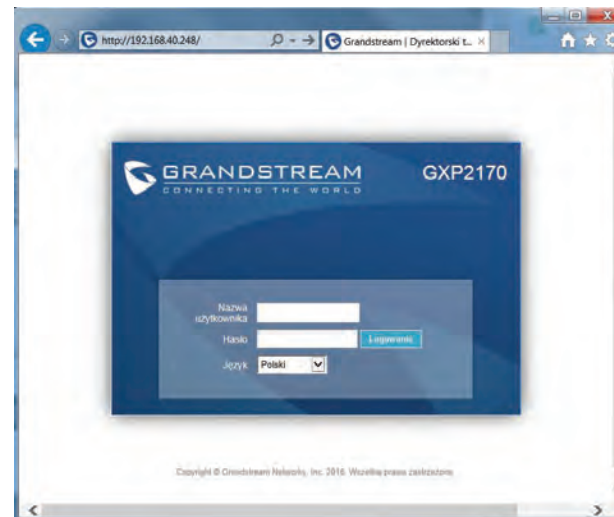 http://192.168.40.248/
Grandstream | Dyrektorski t...
GRANDSTREAM
CONNECTING THE WORLD
GXP2170
Nazwa
użytkownika
Hasło
Logowanie
Język
Polski
Copyright © Grandstream Networks, Inc. 2016. Wszelkie prawa zastrzeżone.